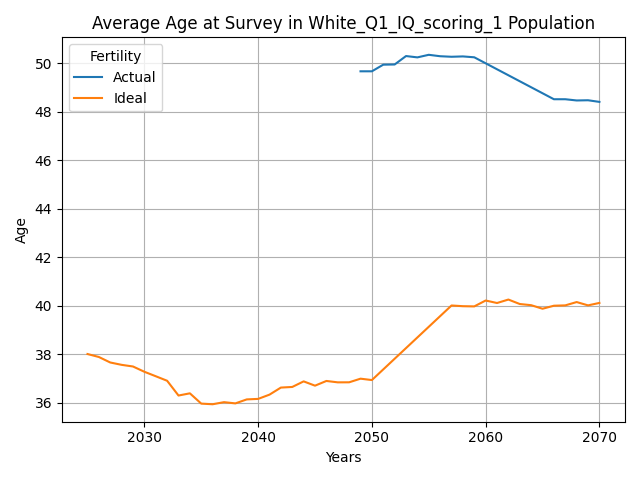 Average Age at Survey in White_Q1_IQ_scoring_1 Population
Fertility
Actual
Ideal
50
48
46
44
42
40
38
36
Age
2030 2040 2050 2060 2070
Years